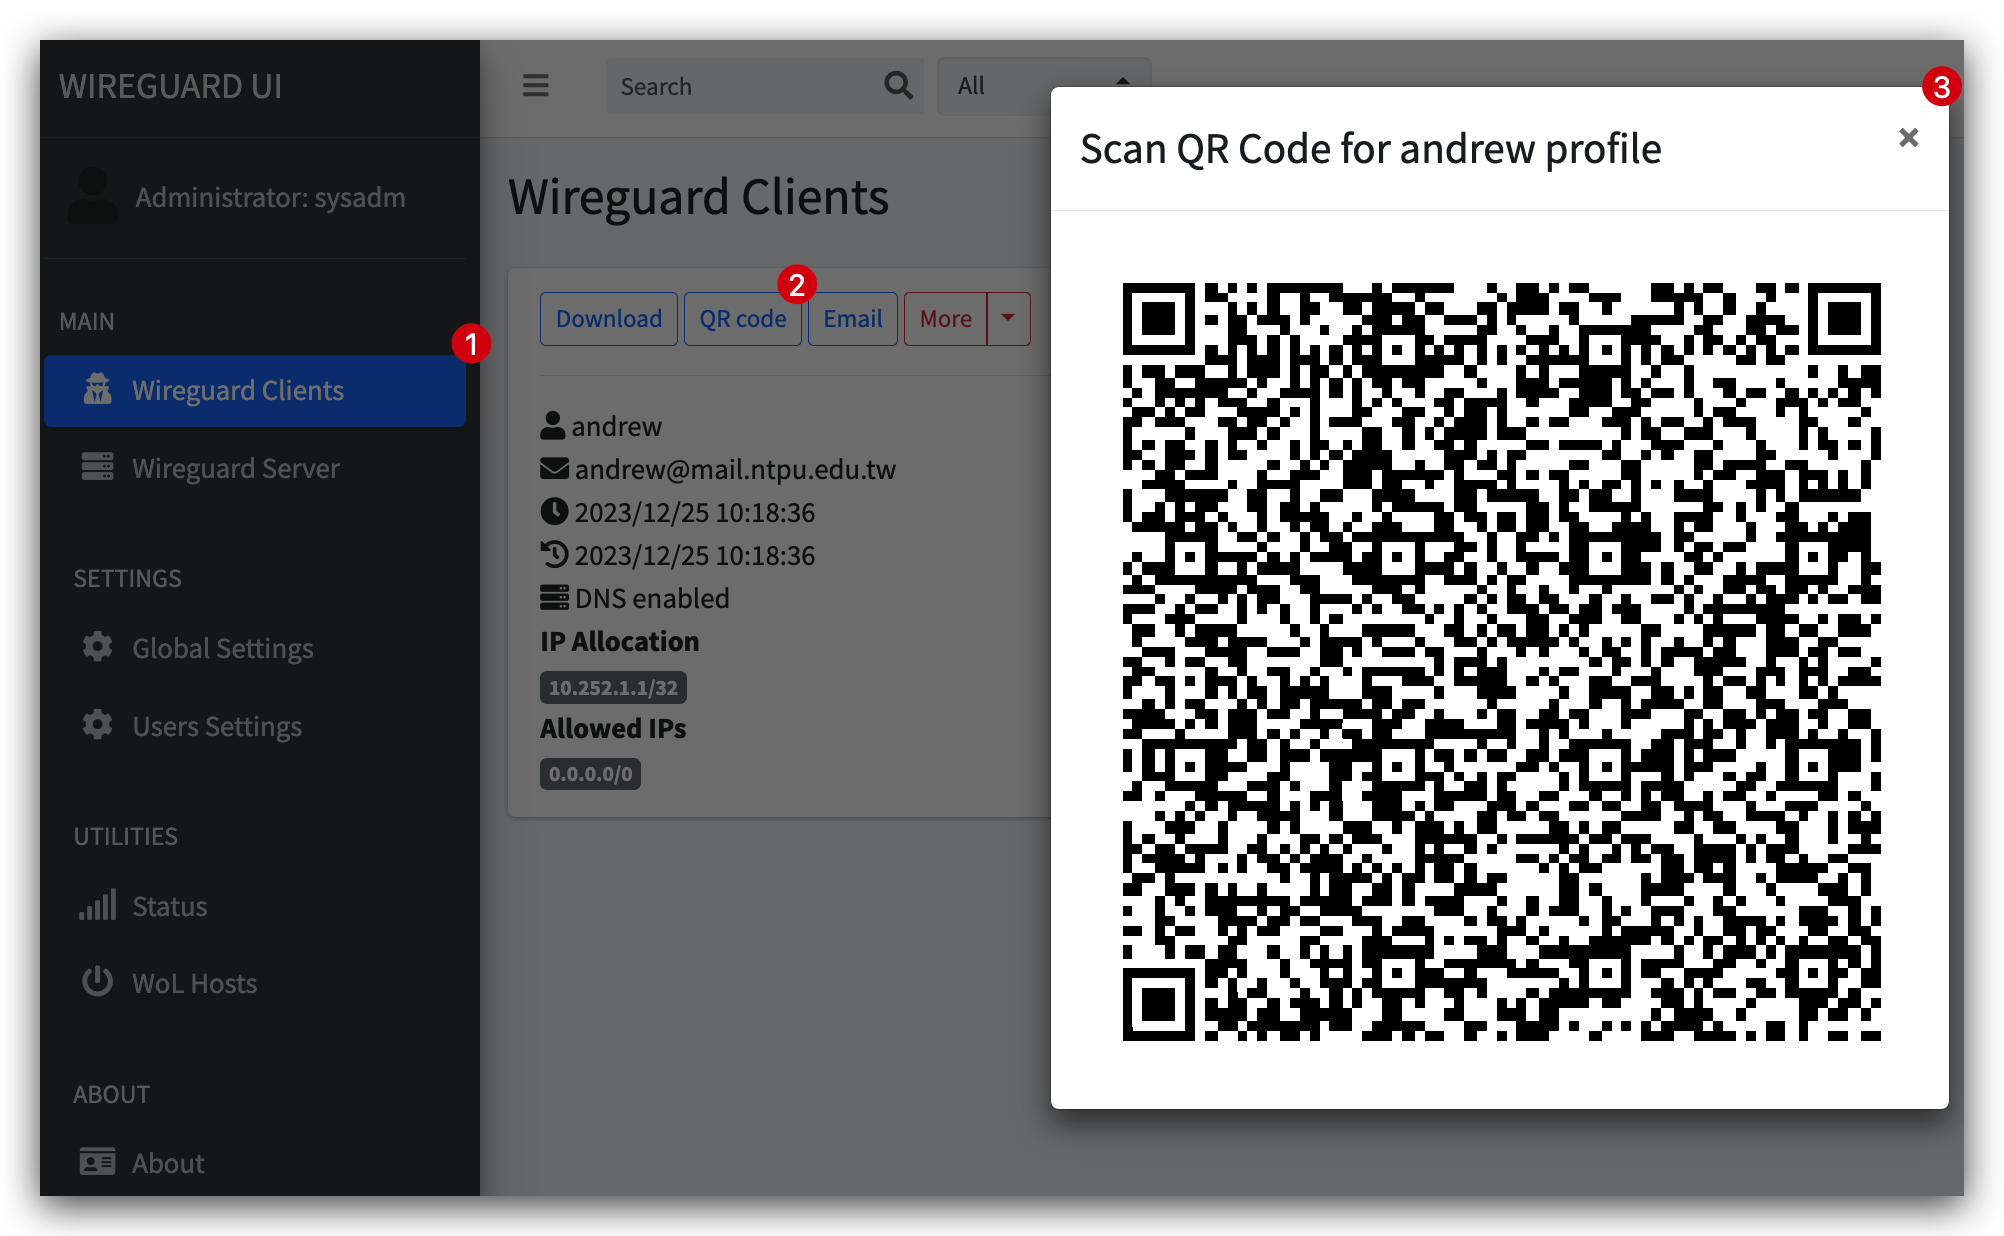 WIREGUARD UI
Administrator: sysadm
MAIN
1
Wireguard Clients
Wireguard Server
SETTINGS
Global Settings
Users Settings
UTILITIES
Status
WoL Hosts
ABOUT
About
Search
All
Wireguard Clients
2
Download
QR code
Email
More
andrew
andrew@mail.ntpu.edu.tw
2023/12/25 10:18:36
2023/12/25 10:18:36
DNS enabled
IP Allocation
10.252.1.1/32
Allowed IPs
0.0.0.0/0
3
Scan QR Code for andrew profile
×